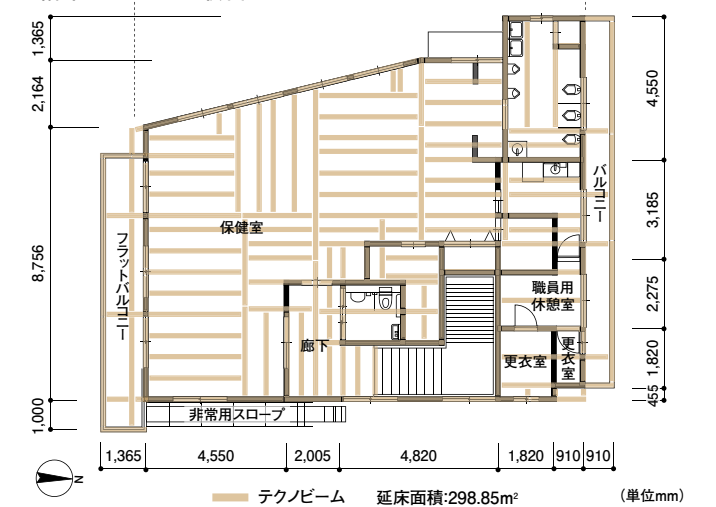 1,365
2,164
8,756
1,000
4,550
3,185
2,275
1,820
455
バルコニー
フラットバルコニー
保健室
職員用
休憩室
廊下
更衣室
更衣室
非常用スロープ
1,365
4,550
2,005
4,820
1,820
910
910
N
テクノビーム
延床面積:298.85m²
(単位mm)